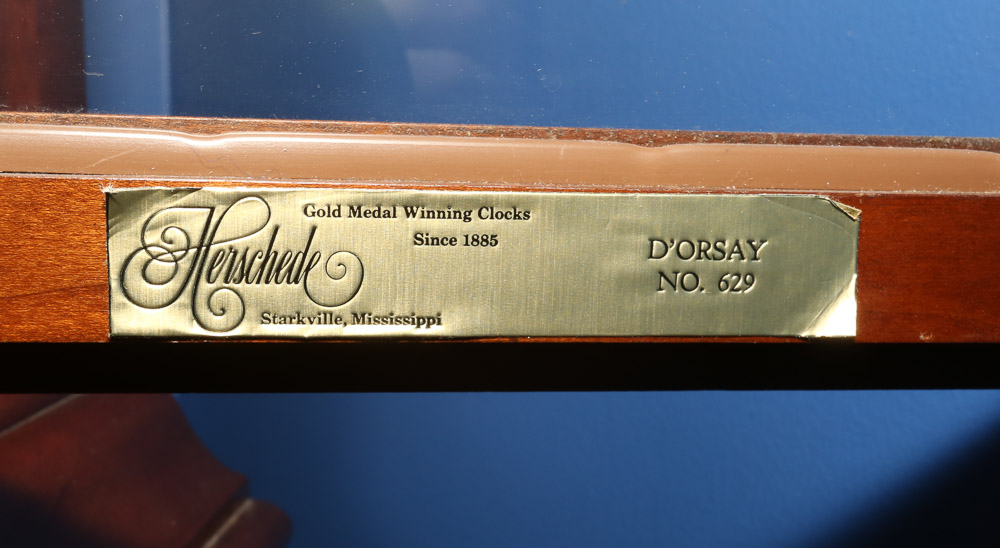 Gold Medal Winning Clocks
Since 1885
Herschede
Starkville, Mississippi
D'ORSAY
NO. 629